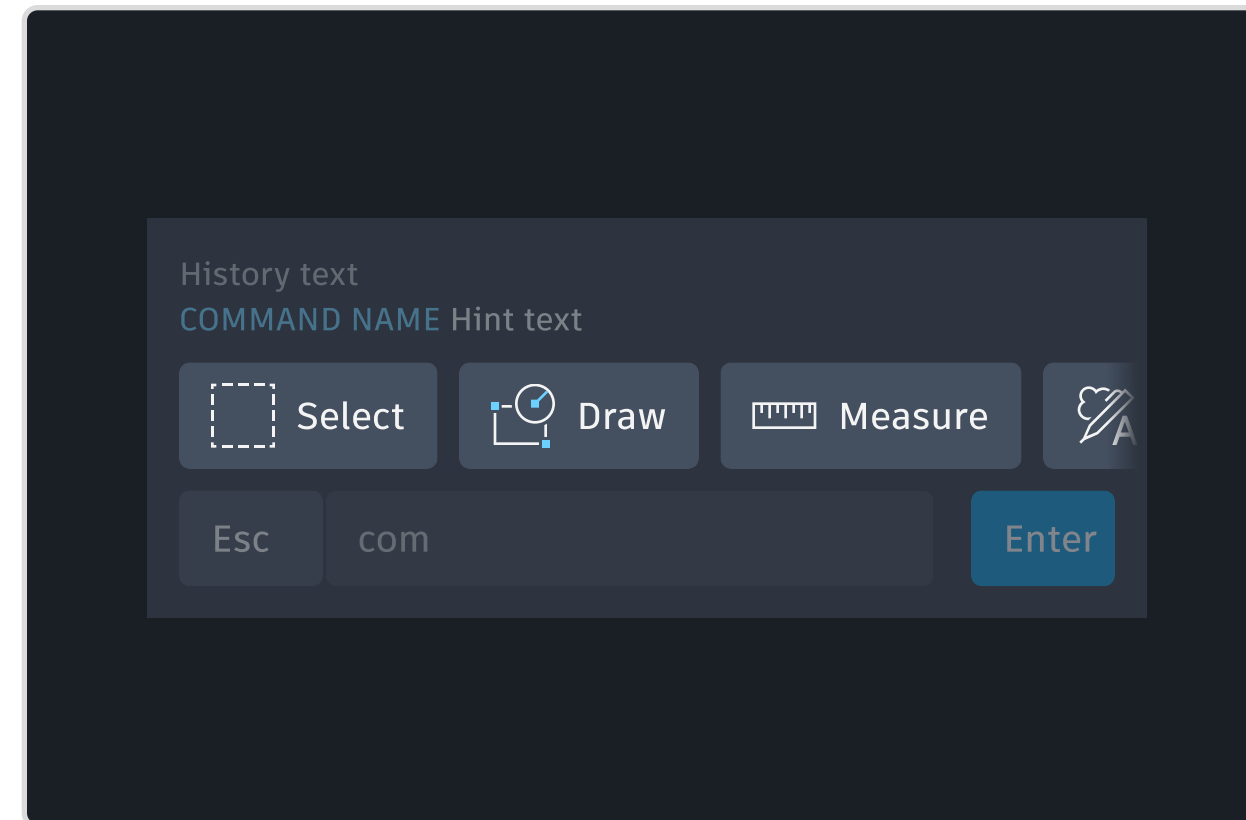 History text
COMMAND NAME Hint text
Select Draw Measure A
Esc com Enter